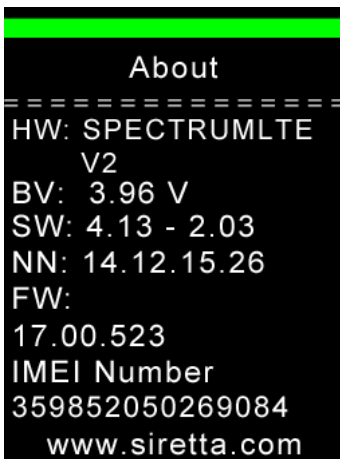 About
===============
HW: SPECTRUMLTE
V2
BV: 3.96 V
SW: 4.13 - 2.03
NN: 14.12.15.26
FW:
17.00.523
IMEI Number
359852050269084
www.siretta.com